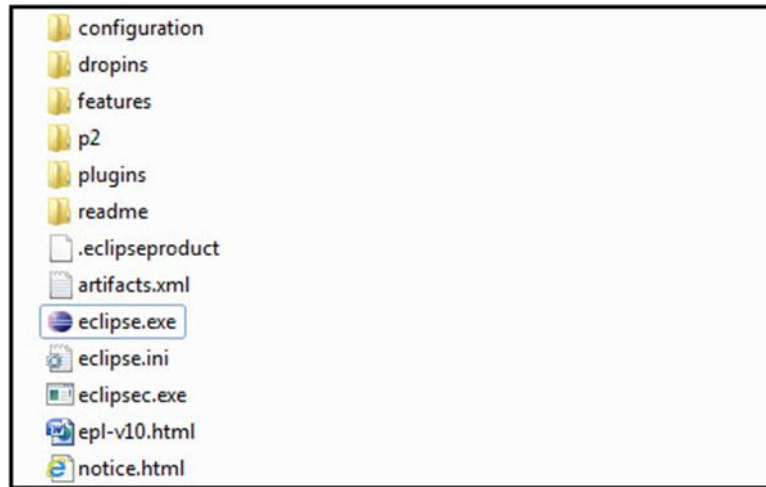 configuration
dropins
features
p2
plugins
readme
.eclipseproduct
artifacts.xml
eclipse.exe
eclipse.ini
eclipsec.exe
epl-v10.html
notice.html